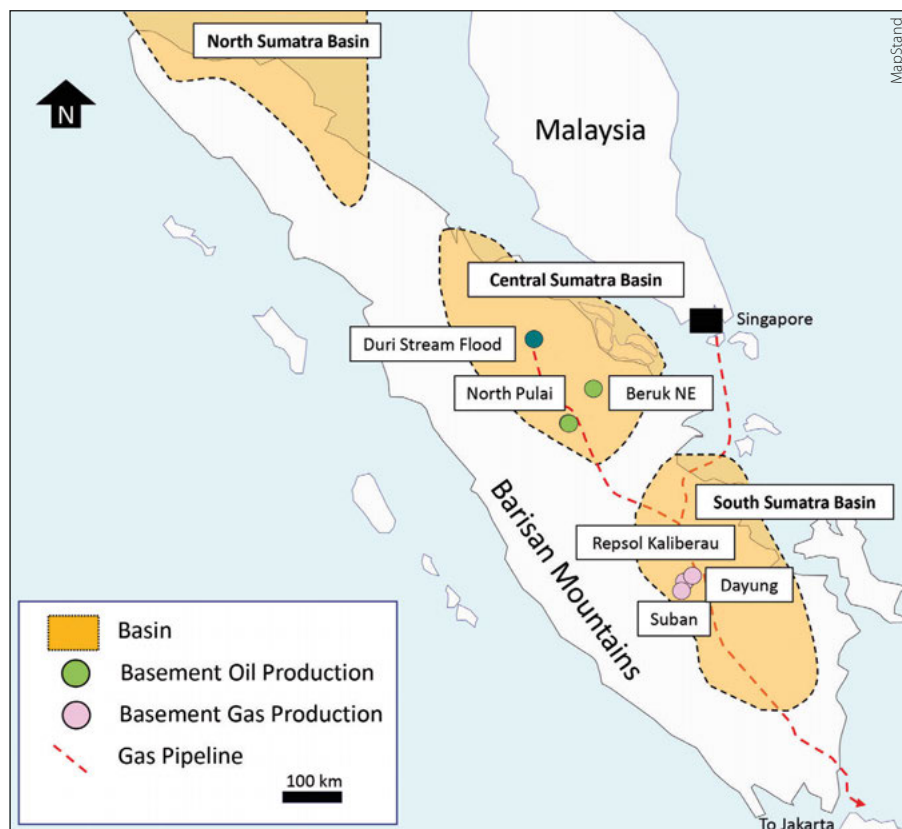 North Sumatra Basin
MapStand
N
Malaysia
Central Sumatra Basin
Singapore
Duri Stream Flood
North Pulai
Beruk NE
Barisan Mountains
South Sumatra Basin
Repsol Kaliberau
Dayung
Suban
Basin
Basement Oil Production
Basement Gas Production
Gas Pipeline
100 km
To Jakarta